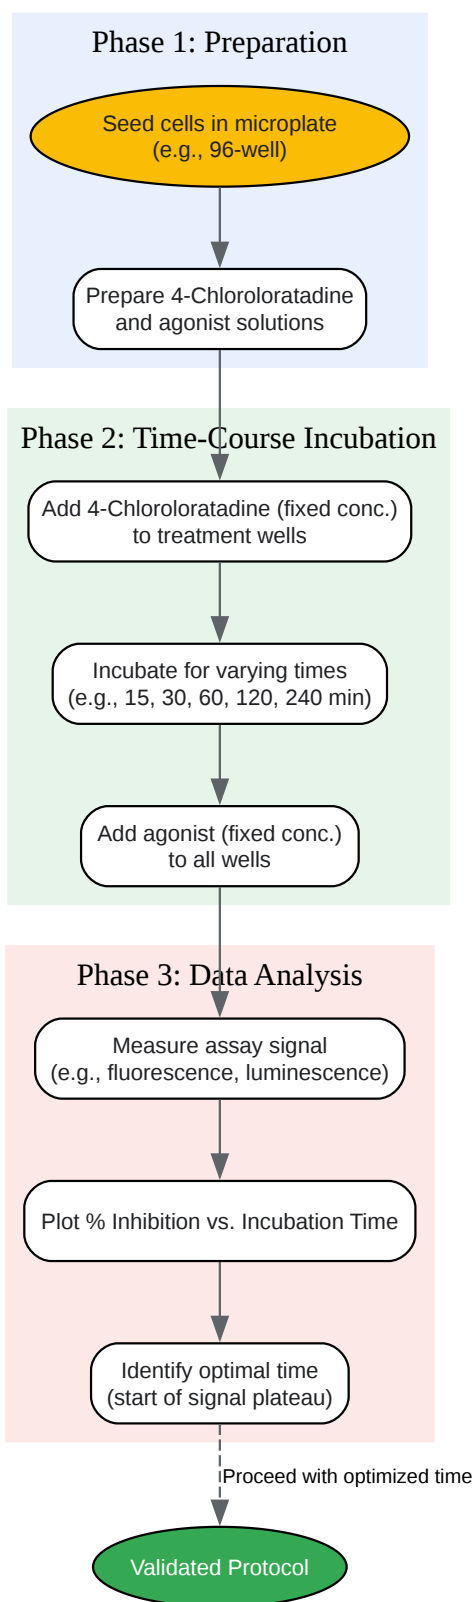 Phase 1: Preparation
Seed cells in microplate
(e.g., 96-well)
Prepare 4-Chloroloratadine
and agonist solutions
Phase 2: Time-Course Incubation
Add 4-Chloroloratadine (fixed conc.)
to treatment wells
Incubate for varying times
(e.g., 15, 30, 60, 120, 240 min)
Add agonist (fixed conc.)
to all wells
Phase 3: Data Analysis
Measure assay signal
(e.g., fluorescence, luminescence)
Plot % Inhibition vs. Incubation Time
Identify optimal time
(start of signal plateau)
Proceed with optimized time
Validated Protocol